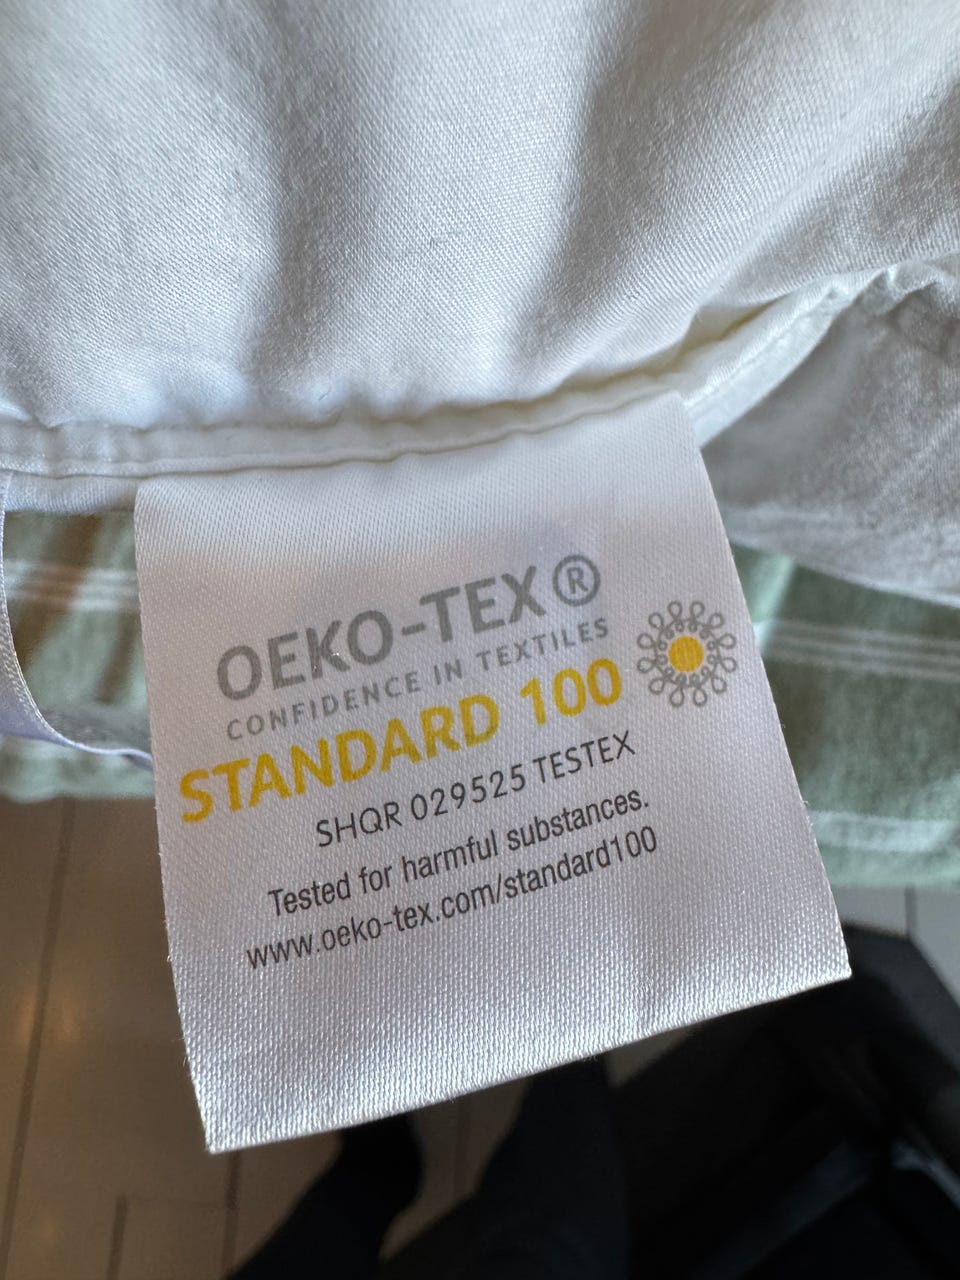 OEKO-TEX®
CONFIDENCE IN TEXTILES
STANDARD 100
SHQR 029525 TESTEX
Tested for harmful substances.
www.oeko-tex.com/standard100